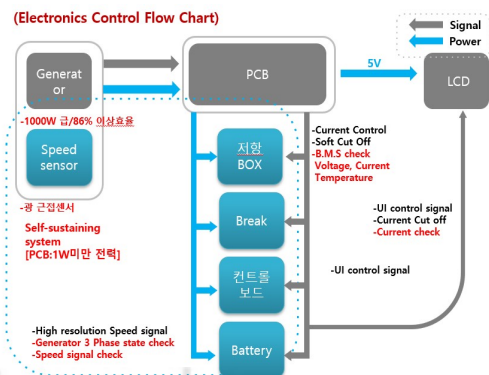 (Electronics Control Flow Chart)
Signal
Power
Generat
or
PCB
5V
LCD
-1000W 급/86% 이상효율
Speed
sensor
-광 근접센서
Self-sustaining
system
[PCB:1W미만 전력]
저항
BOX
-Current Control
-Soft Cut Off
-B.M.S check
Voltage, Current
Temperature
Break
-UI control signal
-Current Cut off
-Current check
컨트롤
보드
-UI control signal
Battery
-High resolution Speed signal
-Generator 3 Phase state check
-Speed signal check